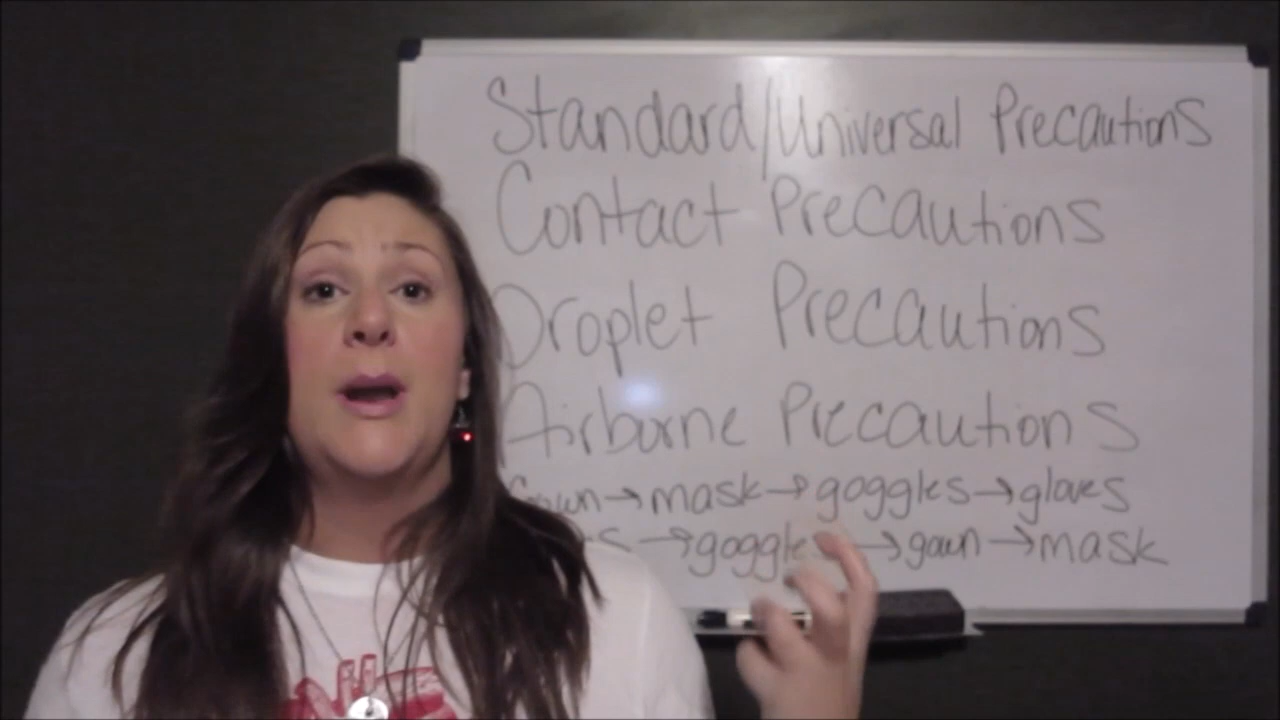 Standard/Universal Precautions
Contact Precautions
Droplet Precautions
Airborne Precautions
Gown → mask → goggles → gloves
→ goggles → gown → mask